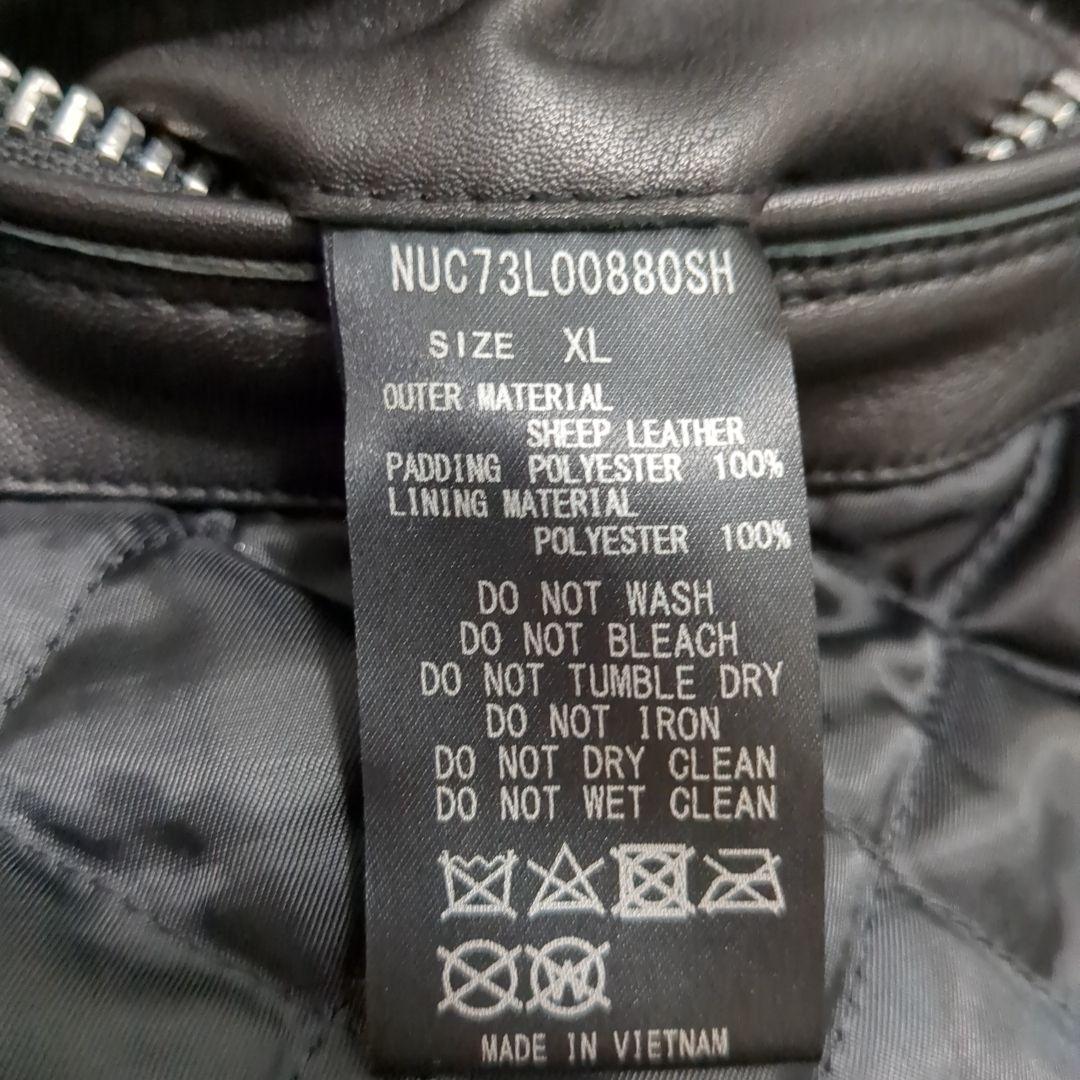 NUC73L00880SH
SIZE XL
OUTER MATERIAL
SHEEP LEATHER
PADDING POLYESTER 100%
LINING MATERIAL
POLYESTER 100%
DO NOT WASH
DO NOT BLEACH
DO NOT TUMBLE DRY
DO NOT IRON
DO NOT DRY CLEAN
DO NOT WET CLEAN
W
MADE IN VIETNAM